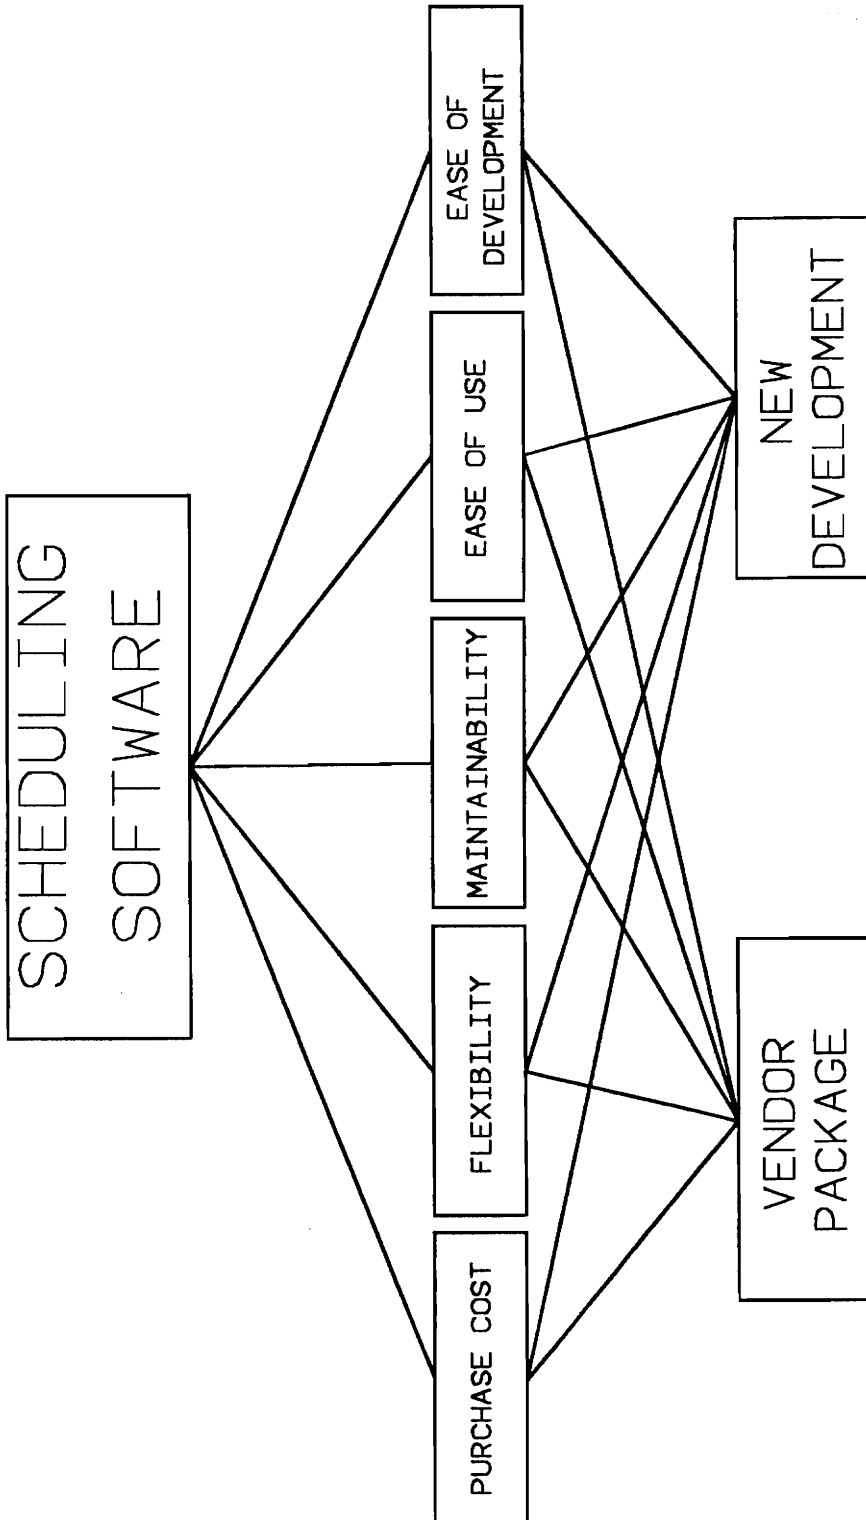 SCHEDULING
SOFTWARE
PURCHASE COST
FLEXIBILITY
MAINTAINABILITY
EASE OF USE
EASE OF
DEVELOPMENT
VENDOR
PACKAGE
NEW
DEVELOPMENT